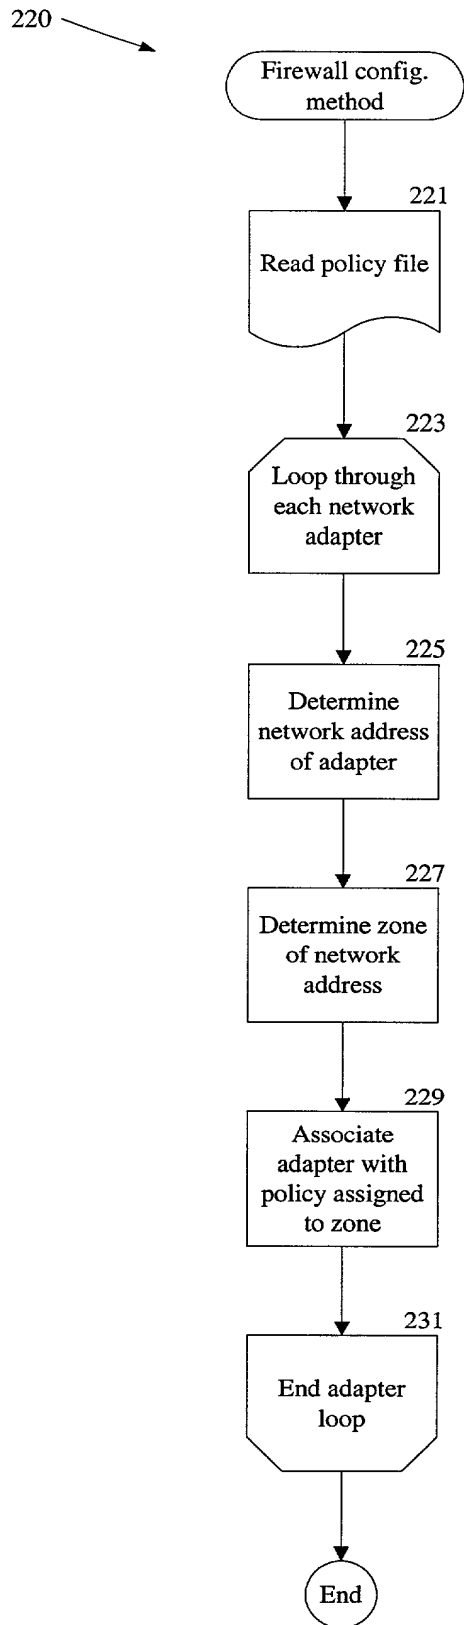 220
Firewall config.
method
221
Read policy file
223
Loop through
each network
adapter
225
Determine
network address
of adapter
227
Determine zone
of network
address
229
Associate
adapter with
policy assigned
to zone
231
End adapter
loop
End